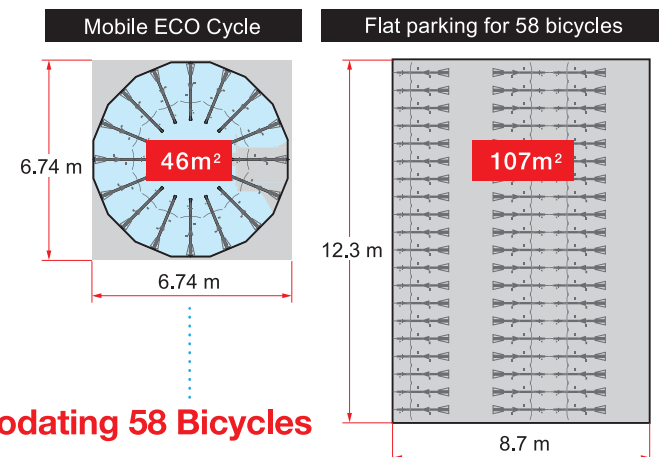 Mobile ECO Cycle
Flat parking for 58 bicycles
6.74 m
46m²
6.74 m
107m²
12.3 m
8.7 m
odating 58 Bicycles